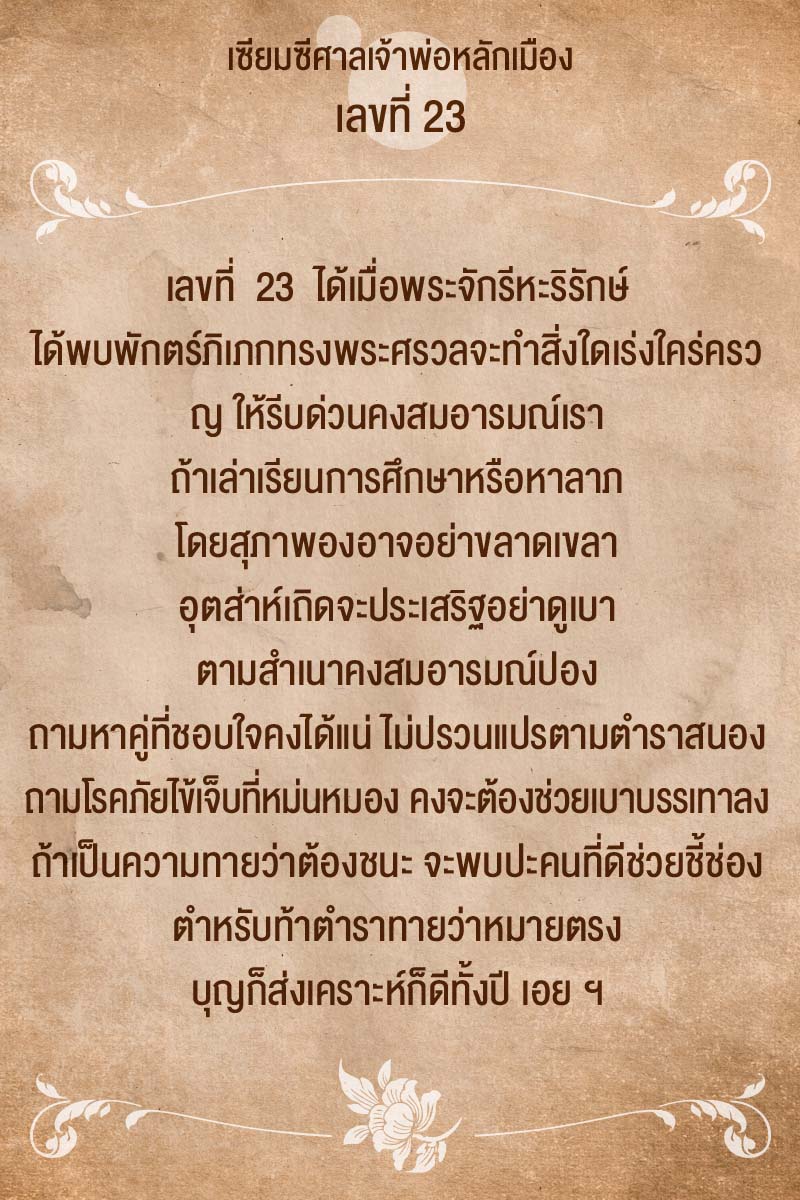 เซียมซีศาลเจ้าพ่อหลักเมือง
เลขที่ 23
เลขที่ 23 ได้เมื่อพระจักรีหะริรักษ์
ได้พบพักตร์ภิเภกทรงพระศรวลจะทำสิ่งใดเร่งใคร่ครว
ญ ให้รีบด่วนคงสมอารมณ์เรา
ถ้าเล่าเรียนการศึกษาหรือหาลาภ
โดยสุภาพองอาจอย่าขลาดเขลา
อุตส่าห์เถิดจะประเสริฐอย่าดูเบา
ตามสำเนาคงสมอารมณ์ปอง
ถามหาคู่ที่ชอบใจคงได้แน่ ไม่ปรวนแปรตามตำราสนอง
ถามโรคภัยไข้เจ็บที่หม่นหมอง คงจะต้องช่วยเบาบรรเทาลง
ถ้าเป็นความทายว่าต้องชนะ จะพบปะคนที่ดีช่วยชี้ช่อง
ตำหรับท้าตำราทายว่าหมายตรง
บุญก็ส่งเคราะห์ก็ดีทั้งปี เอย ฯ